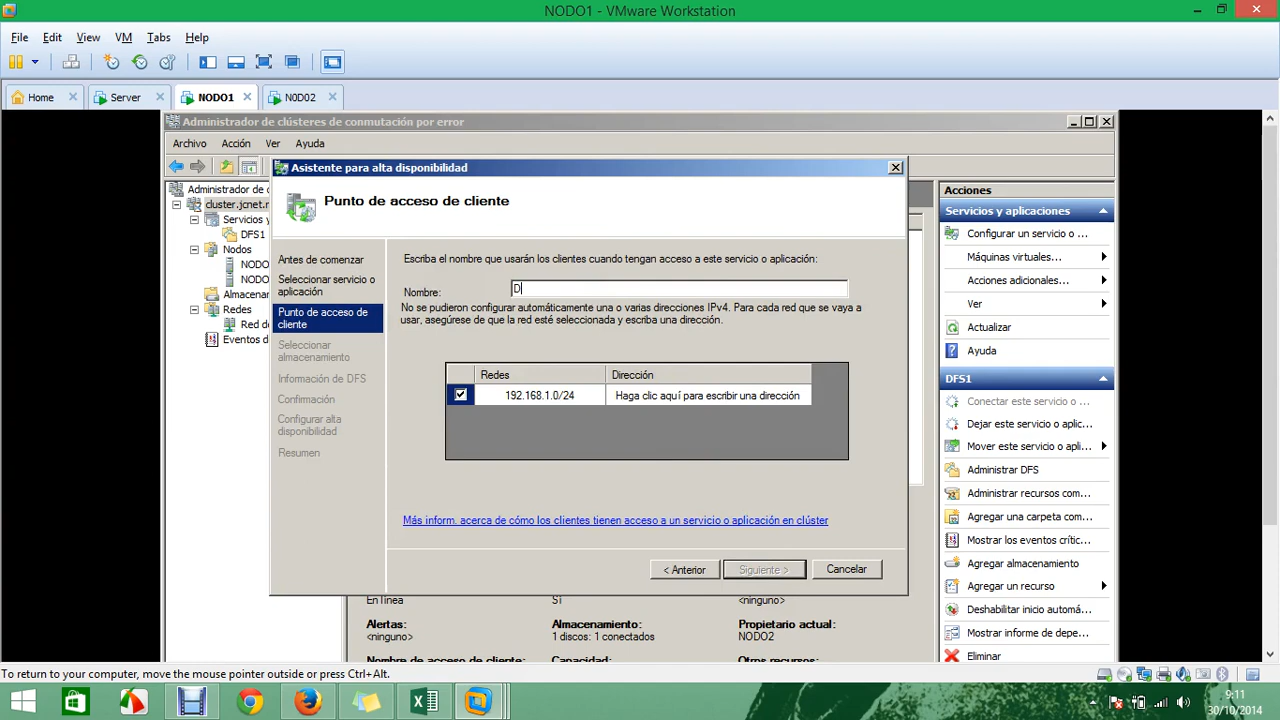 NODO1 - VMware Workstation
File Edit View VM Tabs Help
Home Server NODO1 NODO2
Administrador de clústeres de conmutación por error
Archivo Acción Ver Ayuda
Administrador de
cluster.jcnet.r
Servicios y
DFS1
Nodos
NODO
NODO
Almacenar
Redes
Red d
Eventos d
Asistente para alta disponibilidad
Punto de acceso de cliente
Antes de comenzar
Seleccionar servicio o
aplicación
Punto de acceso de
cliente
Seleccionar
almacenamiento
Información de DFS
Confirmación
Configurar alta
disponibilidad
Resumen
Escriba el nombre que usarán los clientes cuando tengan acceso a este servicio o aplicación:
Nombre: D
No se pudieron configurar automáticamente una o varias direcciones IPv4. Para cada red que se vaya a
usar, asegúrese de que la red esté seleccionada y escriba una dirección.
Redes Dirección
192.168.1.0/24 Haga clic aquí para escribir una dirección
Más inform. acerca de cómo los clientes tienen acceso a un servicio o aplicación en clúster
< Anterior Siguiente > Cancelar
En línea Sí <ninguno>
Alertas: Almacenamiento: Propietario actual:
<ninguno> 1 discos: 1 conectados NODO2
Nombre de acceso de cliente: Capacidad: Otros recursos:
Acciones
Servicios y aplicaciones
Configurar un servicio o ...
Máquinas virtuales...
Acciones adicionales...
Ver
Actualizar
Ayuda
DFS1
Conectar este servicio o ...
Dejar este servicio o aplic...
Mover este servicio o apli...
Administrar DFS
Administrar recursos com...
Agregar una carpeta com...
Mostrar los eventos crític...
Agregar almacenamiento
Agregar un recurso
Deshabilitar inicio automá...
Mostrar informe de depe...
Eliminar
To return to your computer, move the mouse pointer outside or press Ctrl+Alt.
9:11
30/10/2014